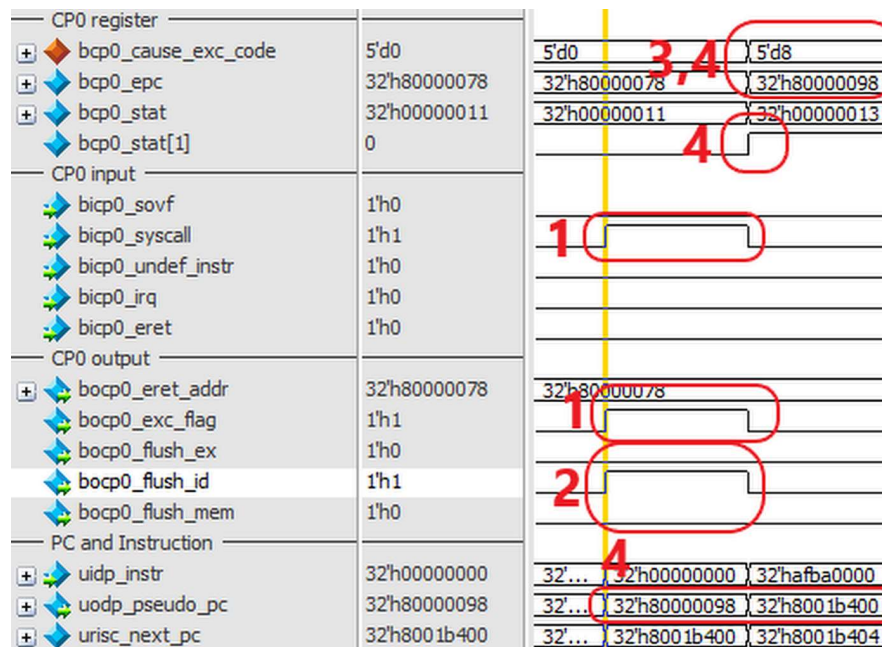 CP0 register
bcp0_cause_exc_code 5'd0 5'd0 3,4 5'd8
bcp0_epc 32'h80000078 32'h80000078 32'h80000098
bcp0_stat 32'h00000011 32'h00000011 32'h00000013
bcp0_stat[1] 0 4
CP0 input
bicp0_sovf 1'h0
bicp0_syscall 1'h1 1
bicp0_undef_instr 1'h0
bicp0_irq 1'h0
bicp0_eret 1'h0
CP0 output
bocp0_eret_addr 32'h80000078 32'h80000078
bocp0_exc_flag 1'h1 1
bocp0_flush_ex 1'h0
bocp0_flush_id 1'h1 2
bocp0_flush_mem 1'h0
PC and Instruction 4
uidp_instr 32'h00000000 32'... 32'h00000000 32'hafba0000
uodp_pseudo_pc 32'h80000098 32'... 32'h80000098 32'h8001b400
urisc_next_pc 32'h8001b400 32'... 32'h8001b400 32'h8001b404